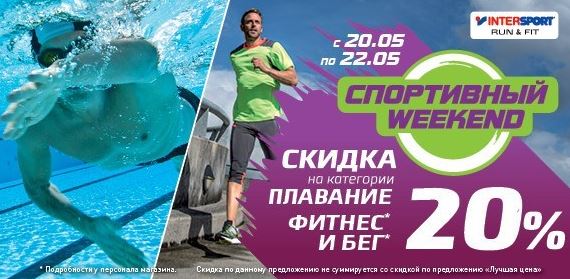 INTERSPORT
RUN & FIT
с 20.05
по 22.05
СПОРТИВНЫЙ
WEEKEND
СКИДКА
на категории
ПЛАВАНИЕ
ФИТНЕС*
И БЕГ*
20%
* Подробности у персонала магазина.
Скидка по данному предложению не суммируется со скидкой по предложению «Лучшая цена»